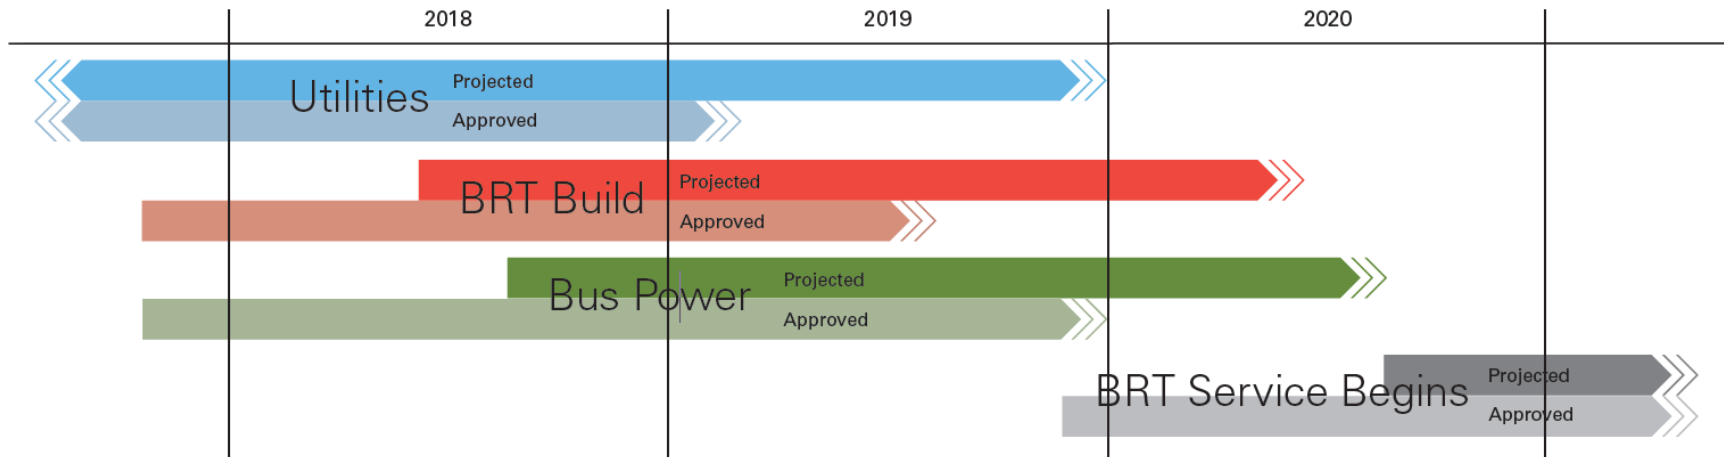 2018 2019 2020
Utilities
Projected
Approved
BRT Build
Projected
Approved
Bus Power
Projected
Approved
BRT Service Begins
Projected
Approved